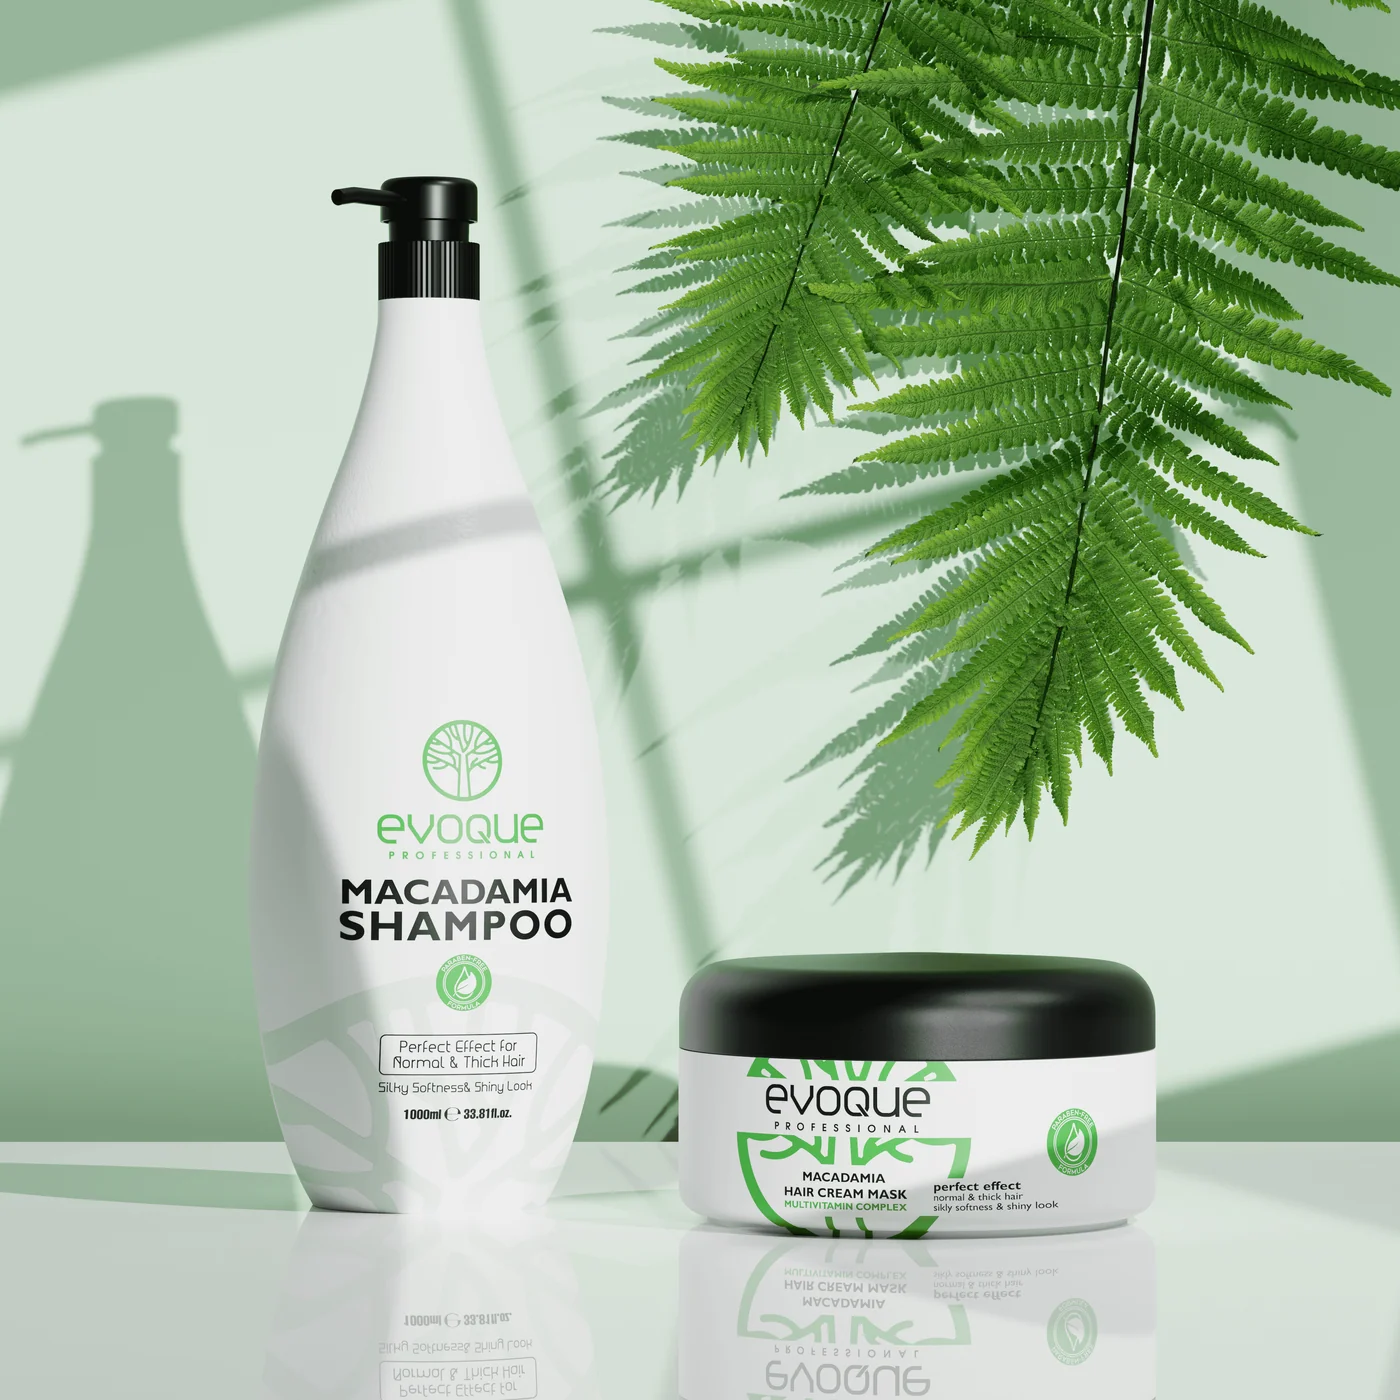 evoque
PROFESSIONAL
MACADAMIA
SHAMPOO
PARABEN-FREE
FORMULA
Perfect Effect for
Normal & Thick Hair
Silky Softness& Shiny Look
1000ml ℮ 33.81fl.oz.
evoque
PROFESSIONAL
MACADAMIA
HAIR CREAM MASK
MULTIVITAMIN COMPLEX
perfect effect
normal & thick hair
sikly softness & shiny look
PARABEN-FREE
FORMULA